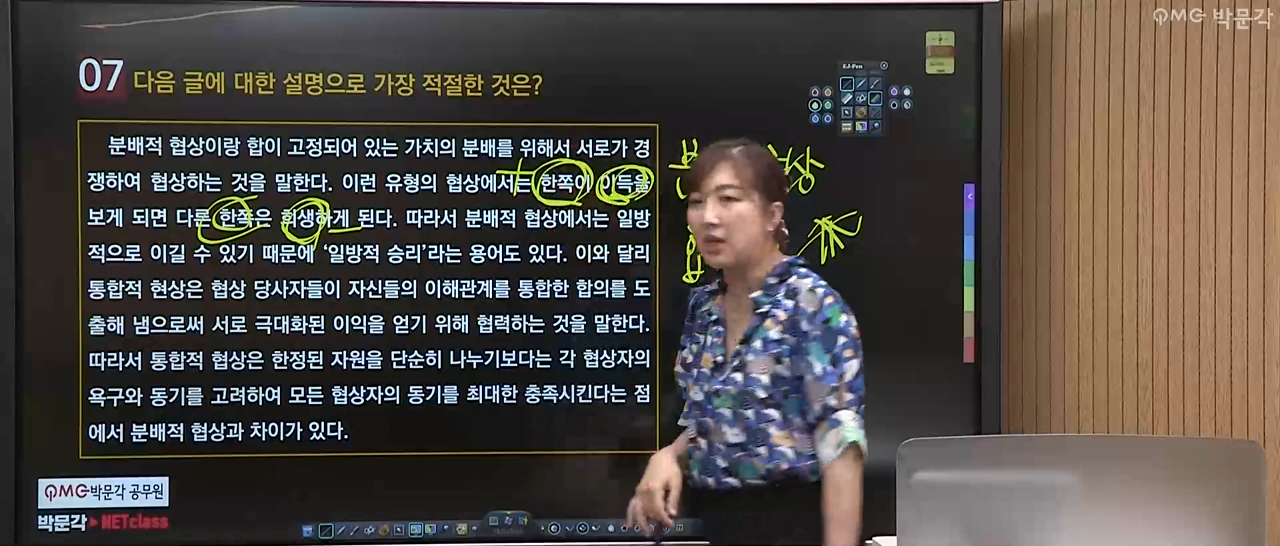 QMG 박문각
07 다음 글에 대한 설명으로 가장 적절한 것은?
EJ-Pen
분배적 협상이랑 합이 고정되어 있는 가치의 분배를 위해서 서로가 경
쟁하여 협상하는 것을 말한다. 이런 유형의 협상에서는 한쪽이 이득을
보게 되면 다른 한쪽은 희생하게 된다. 따라서 분배적 협상에서는 일방
적으로 이길 수 있기 때문에 ‘일방적 승리’라는 용어도 있다. 이와 달리
통합적 현상은 협상 당사자들이 자신들의 이해관계를 통합한 합의를 도
출해 냄으로써 서로 극대화된 이익을 얻기 위해 협력하는 것을 말한다.
따라서 통합적 협상은 한정된 자원을 단순히 나누기보다는 각 협상자의
욕구와 동기를 고려하여 모든 협상자의 동기를 최대한 충족시킨다는 점
에서 분배적 협상과 차이가 있다.
QMG 박문각 공무원
박문각 NETclass